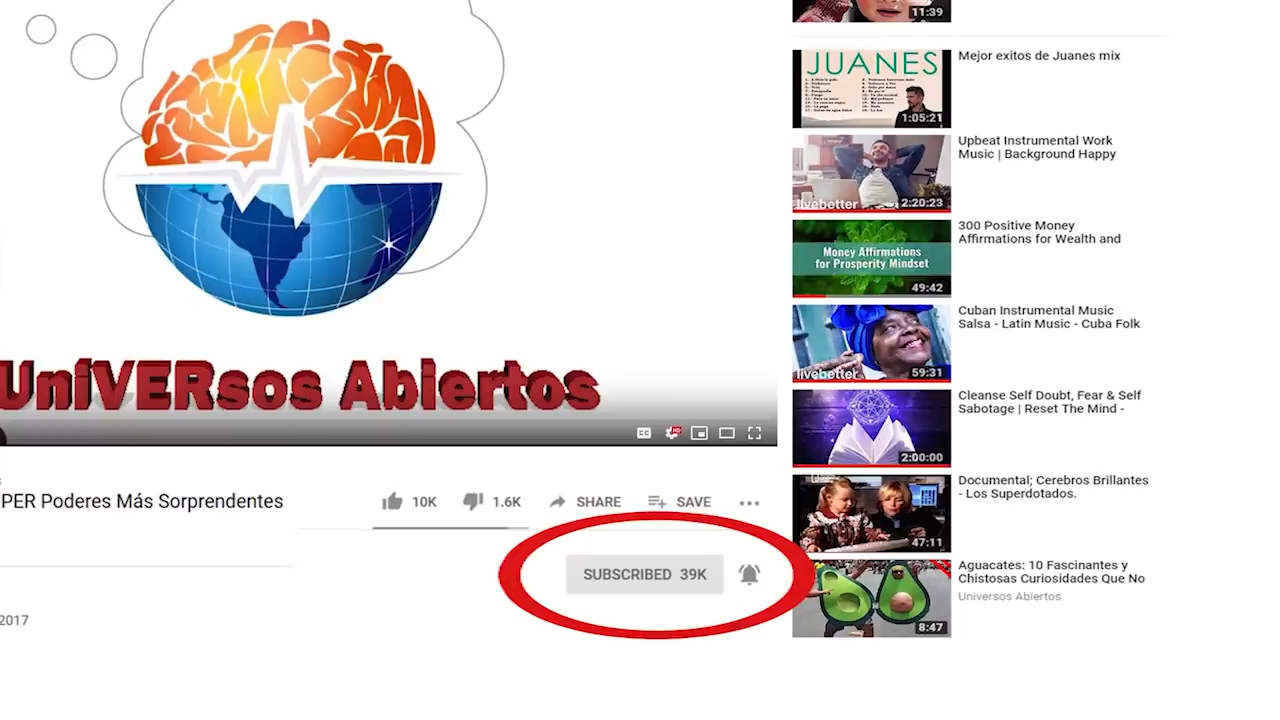 11:39
JUANES
1:05:21
Mejor exitos de Juanes mix
livebetter
2:20:23
Upbeat Instrumental Work
Music | Background Happy
Money Affirmations
for Prosperity Mindset
49:42
300 Positive Money
Affirmations for Wealth and
livebetter
59:31
Cuban Instrumental Music
Salsa - Latin Music - Cuba Folk
2:00:00
Cleanse Self Doubt, Fear & Self
Sabotage | Reset The Mind -
47:11
Documental; Cerebros Brillantes
- Los Superdotados.
8:47
Aguacates: 10 Fascinantes y
Chistosas Curiosidades Que No
Universos Abiertos
UniVERsos Abiertos
CC
HD
PER Poderes Más Sorprendentes
10K
1.6K
SHARE
SAVE
SUBSCRIBED 39K
2017